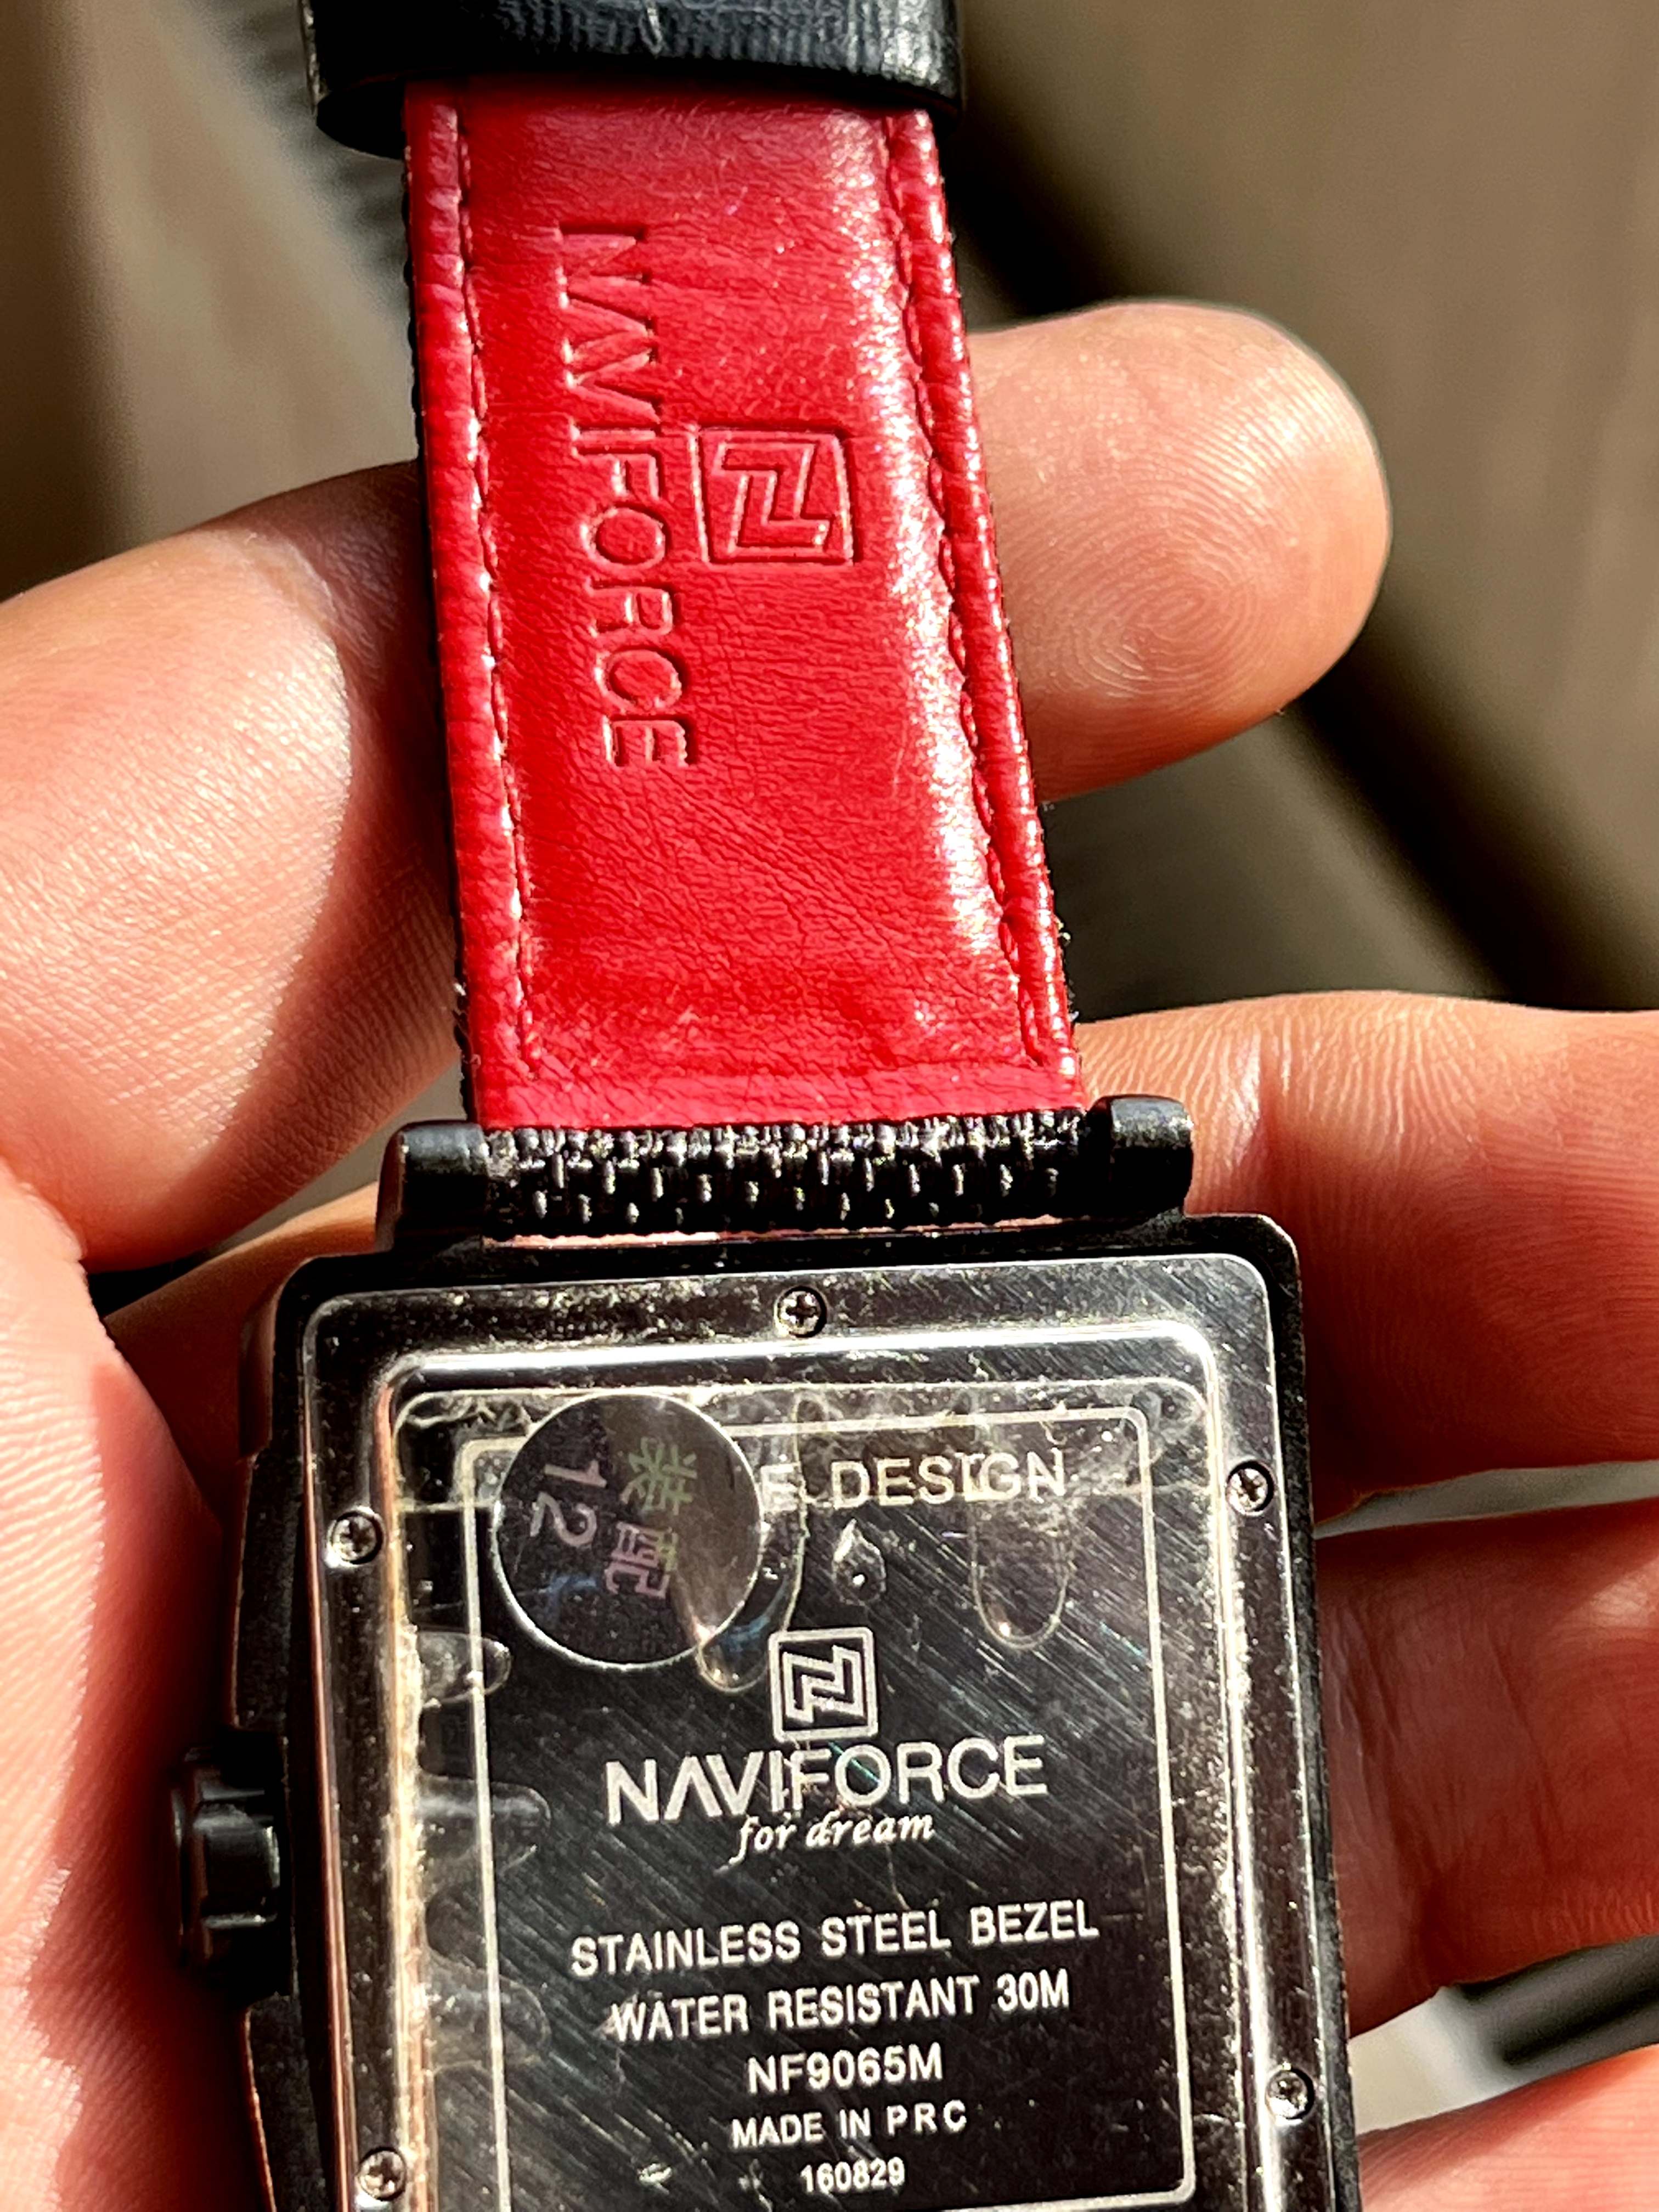 NAVIFORCE
装配
12
E DESIGN
NAVIFORCE
for dream
STAINLESS STEEL BEZEL
WATER RESISTANT 30M
NF9065M
MADE IN PRC
160829